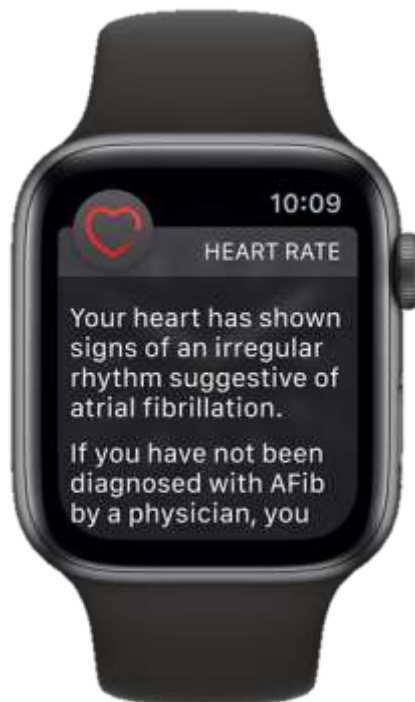 10:09
HEART RATE
Your heart has shown
signs of an irregular
rhythm suggestive of
atrial fibrillation.
If you have not been
diagnosed with AFib
by a physician, you